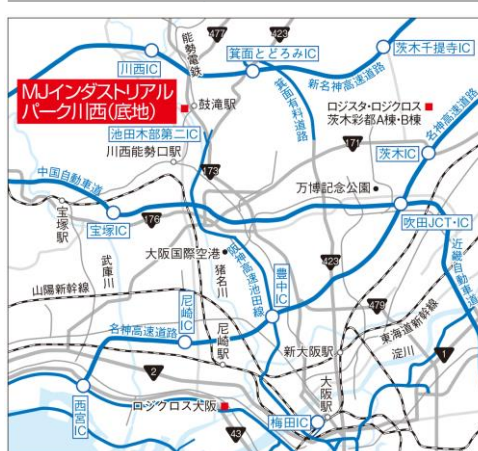 477
423
能勢電鉄
川西IC
箕面とどろみIC
茨木千提寺IC
新名神高速道路
MJインダストリアル
パーク川西(底地)
鼓滝駅
箕面有料道路
ロジスタ・ロジクロス
茨木彩都A棟・B棟
名神高速道路
池田木部第二IC
川西能勢口駅
171
茨木IC
中国自動車道
173
万博記念公園
宝塚駅
176
宝塚IC
吹田JCT・IC
大阪国際空港
阪神高速池田線
423
近畿自動車道
武庫川
猪名川
豊中IC
山陽新幹線
尼崎IC
479
東海道新幹線
名神高速道路
尼崎駅
新大阪駅
淀川
1
2
大阪駅
西宮IC
ロジクロス大阪
43
梅田IC